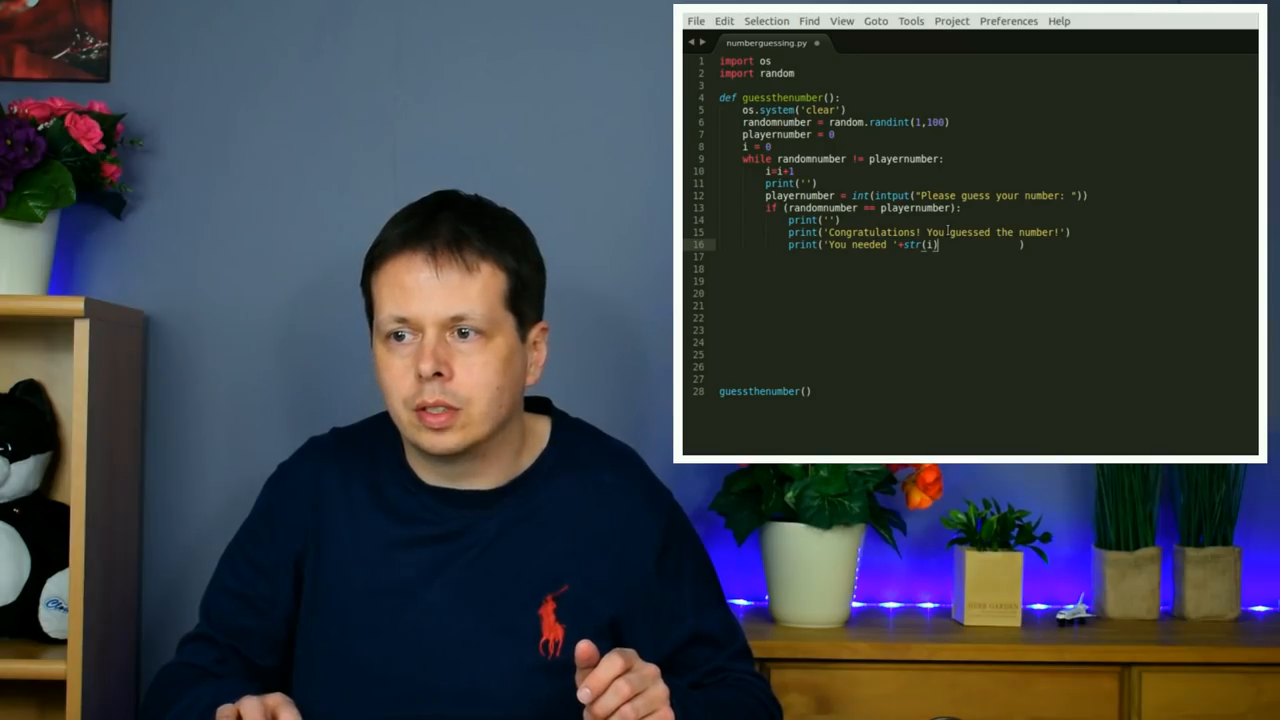 File Edit Selection Find View Goto Tools Project Preferences Help
numberguessing.py
1 import os
2 import random
3
4 def guessthenumber():
5 os.system('clear')
6 randomnumber = random.randint(1,100)
7 playernumber = 0
8 i = 0
9 while randomnumber != playernumber:
10 i=i+1
11 print('')
12 playernumber = int(intput("Please guess your number: "))
13 if (randomnumber == playernumber):
14 print('')
15 print('Congratulations! You guessed the number!')
16 print('You needed '+str(i) )
17
18
19
20
21
22
23
24
25
26
27
28 guessthenumber()
HERB GARDEN